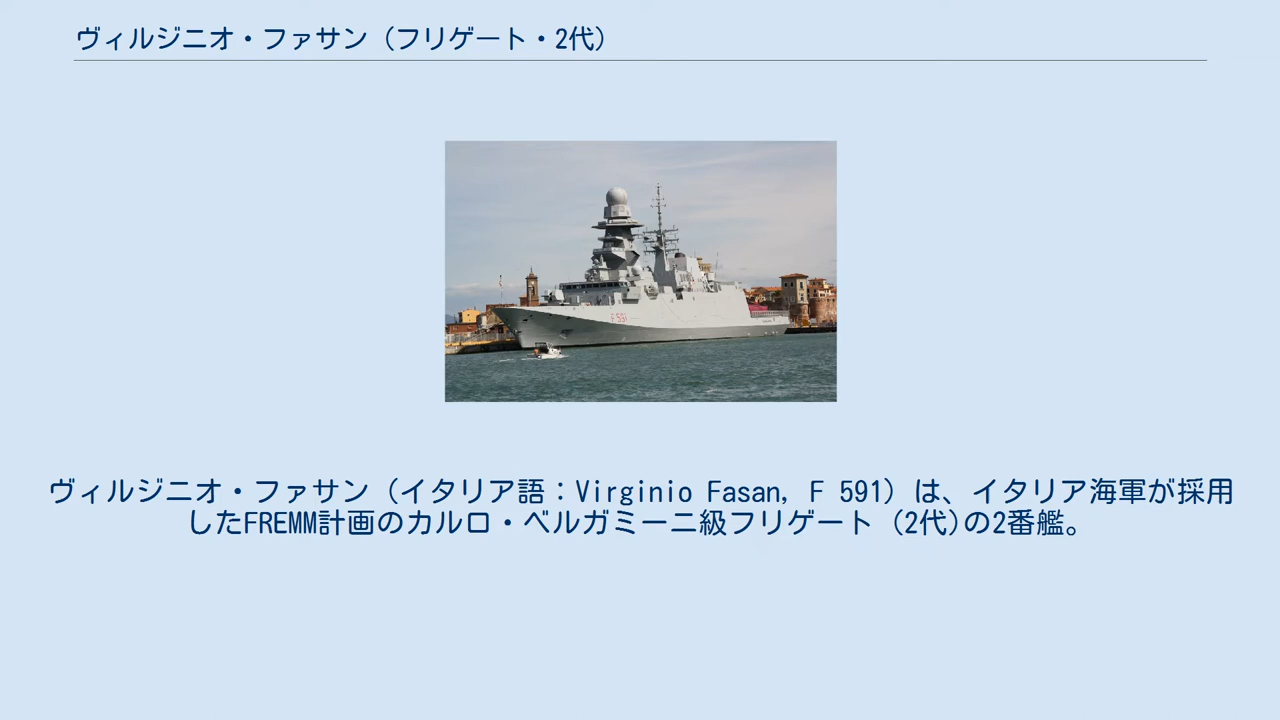 ヴィルジニオ・ファサン（フリゲート・2代）
F 591
ヴィルジニオ・ファサン（イタリア語：Virginio Fasan, F 591）は、イタリア海軍が採用
したFREMM計画のカルロ・ベルガミーニ級フリゲート (2代)の2番艦。